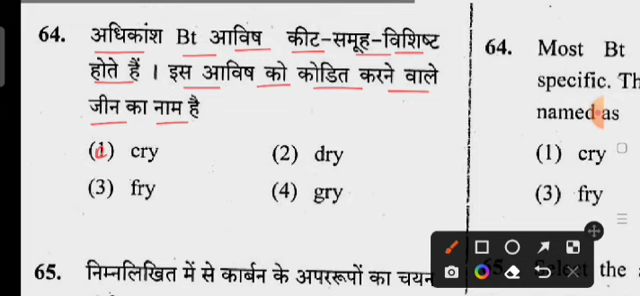 64. अधिकांश Bt आविष कीट-समूह-विशिष्ट
होते हैं । इस आविष को कोडित करने वाले
जीन का नाम है
(1) cry (2) dry
(3) fry (4) gry
65. निम्नलिखित में से कार्बन के अपररूपों का चयन
64. Most Bt
specific. Th
named as
(1) cry
(3) fry
the